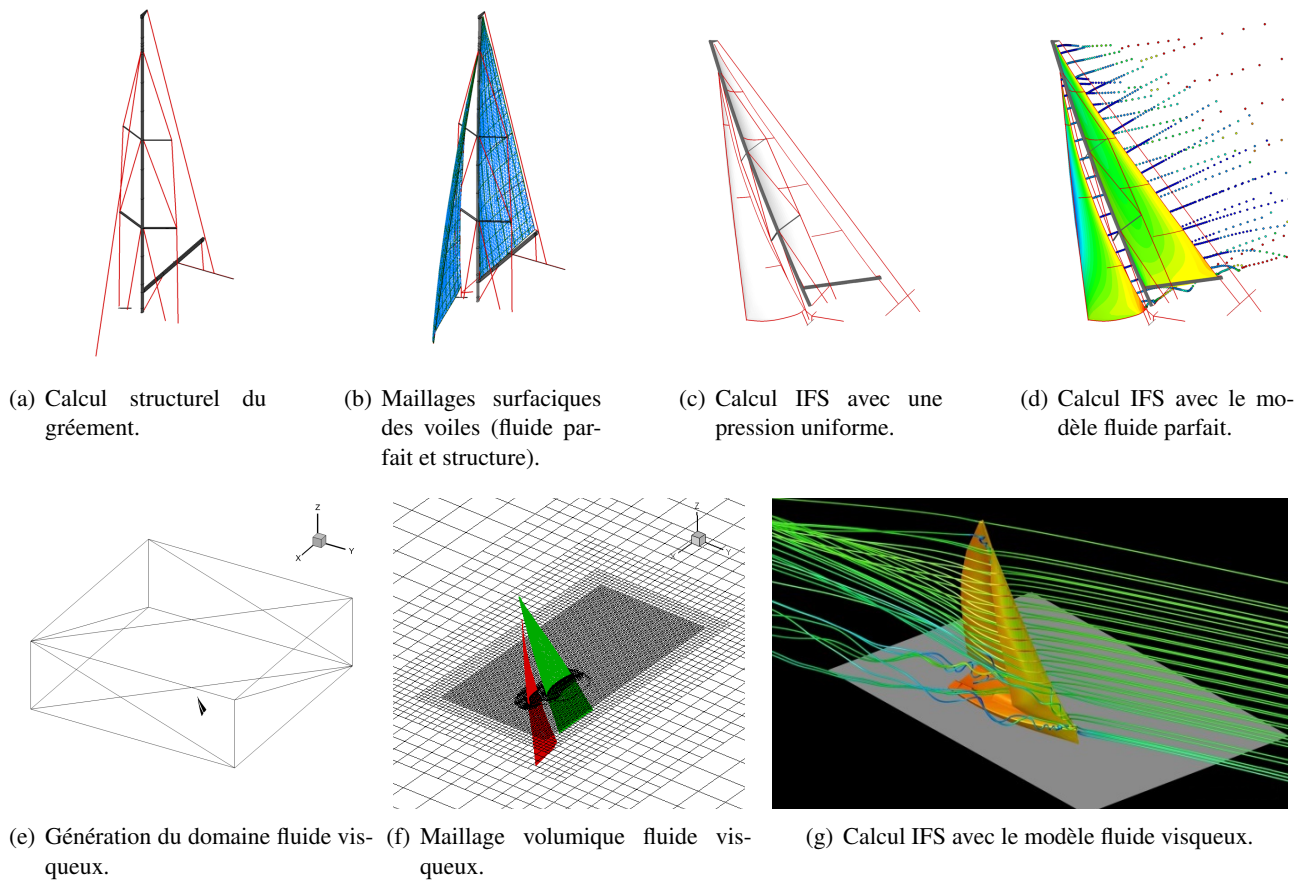 (a) Calcul structurel du
gréement.
(b) Maillages surfaciques
des voiles (fluide par-
fait et structure).
(c) Calcul IFS avec une
pression uniforme.
(d) Calcul IFS avec le mo-
dèle fluide parfait.
Z
X
Y
Z
X
Y
(e) Génération du domaine fluide vis-
queux.
(f) Maillage volumique fluide vis-
queux.
(g) Calcul IFS avec le modèle fluide visqueux.